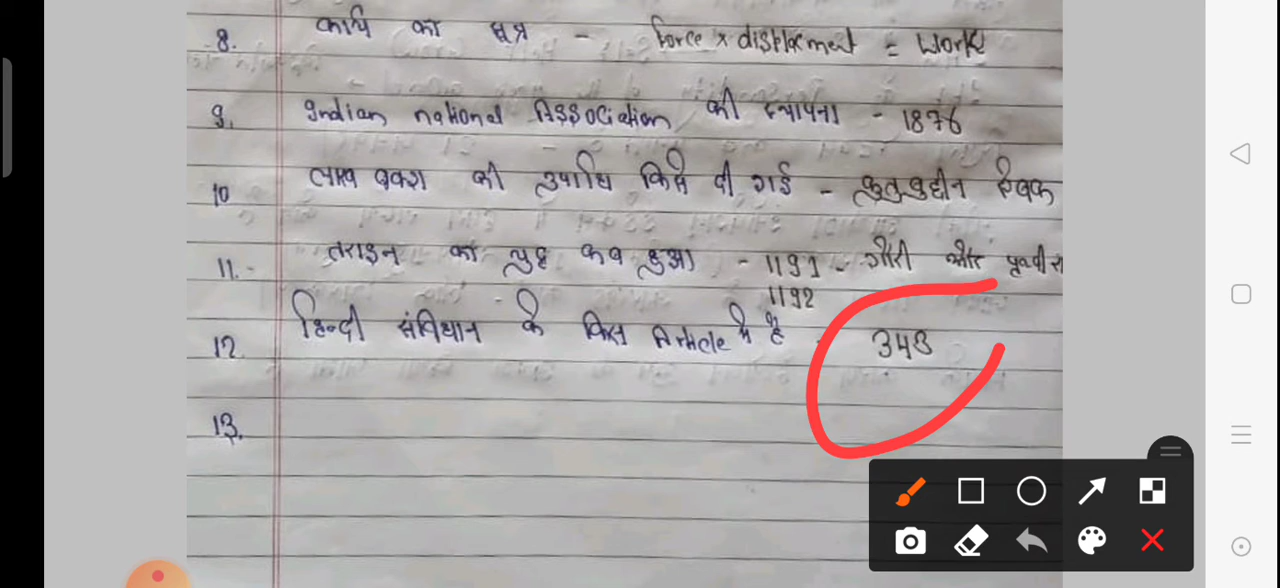 8. कार्य का सूत्र - force × displacment = Work
9. Indian national Association की स्थापना - 1876
10 लाख बक्श की उपाधि किसे दी गई - कुतुबुद्दीन ऐबक
11. तराइन का युद्ध कब हुआ - 1191 - गौरी और पृथ्वीरा
1192
12 हिन्दी संविधान के किस Article में है - 343
13.